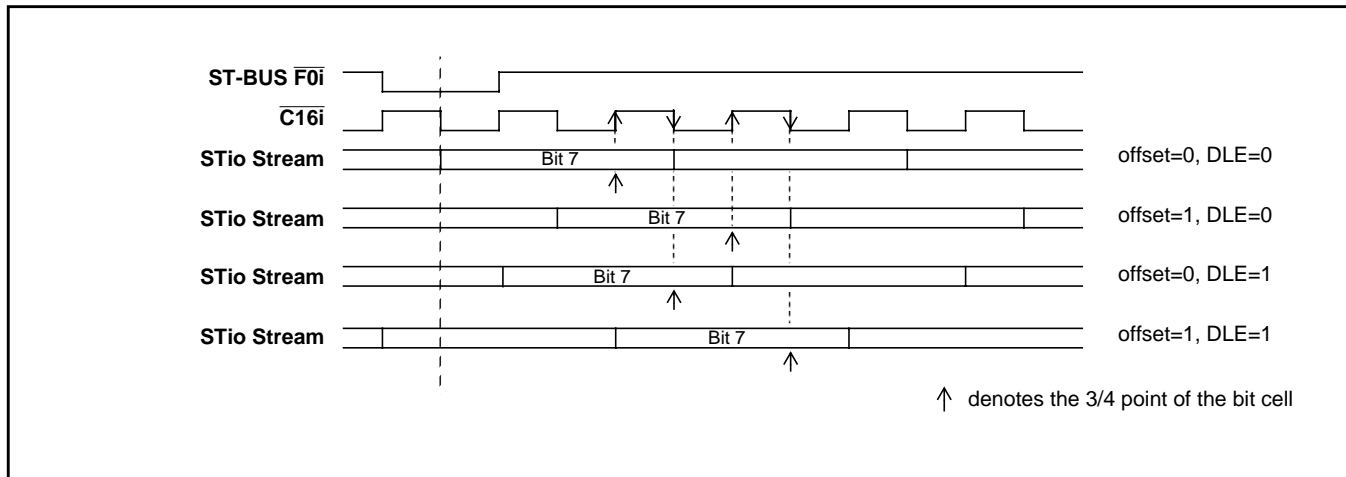 ST-BUS F0i
C16i
STio Stream Bit 7 offset=0, DLE=0
STio Stream Bit 7 offset=1, DLE=0
STio Stream Bit 7 offset=0, DLE=1
STio Stream Bit 7 offset=1, DLE=1
denotes the 3/4 point of the bit cell